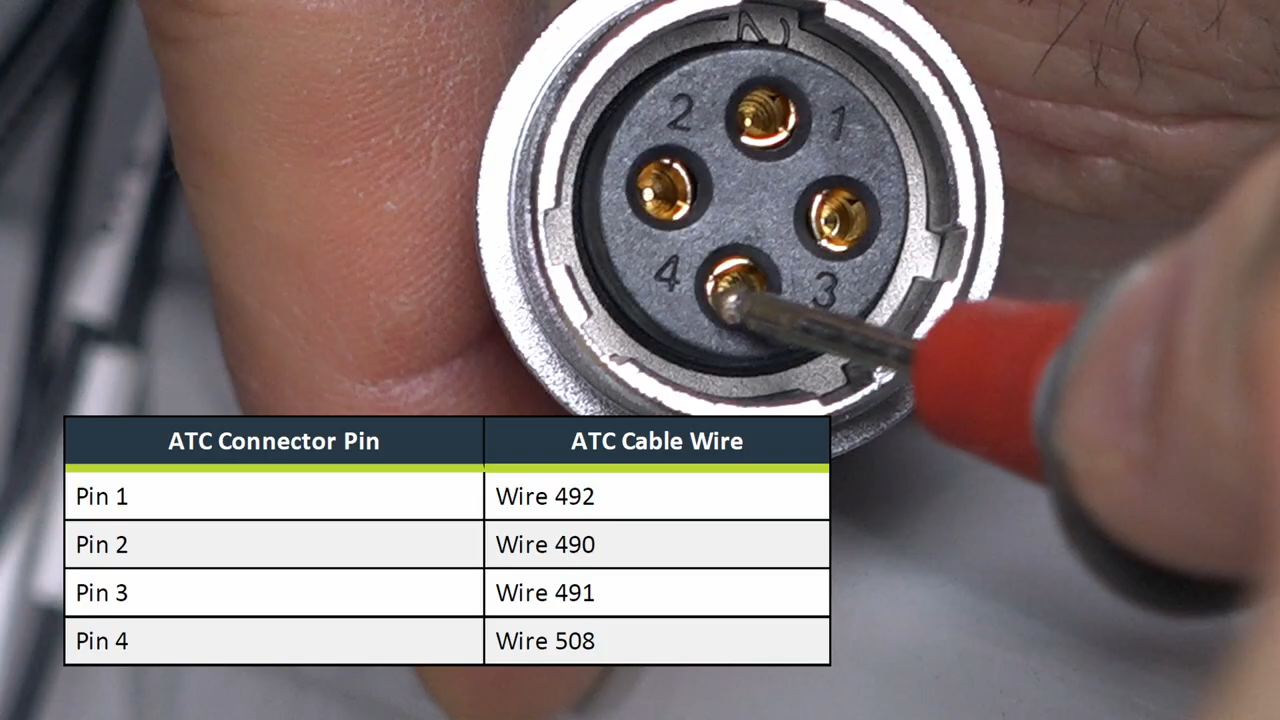 2 1
4 3
ATC Connector Pin ATC Cable Wire
Pin 1 Wire 492
Pin 2 Wire 490
Pin 3 Wire 491
Pin 4 Wire 508